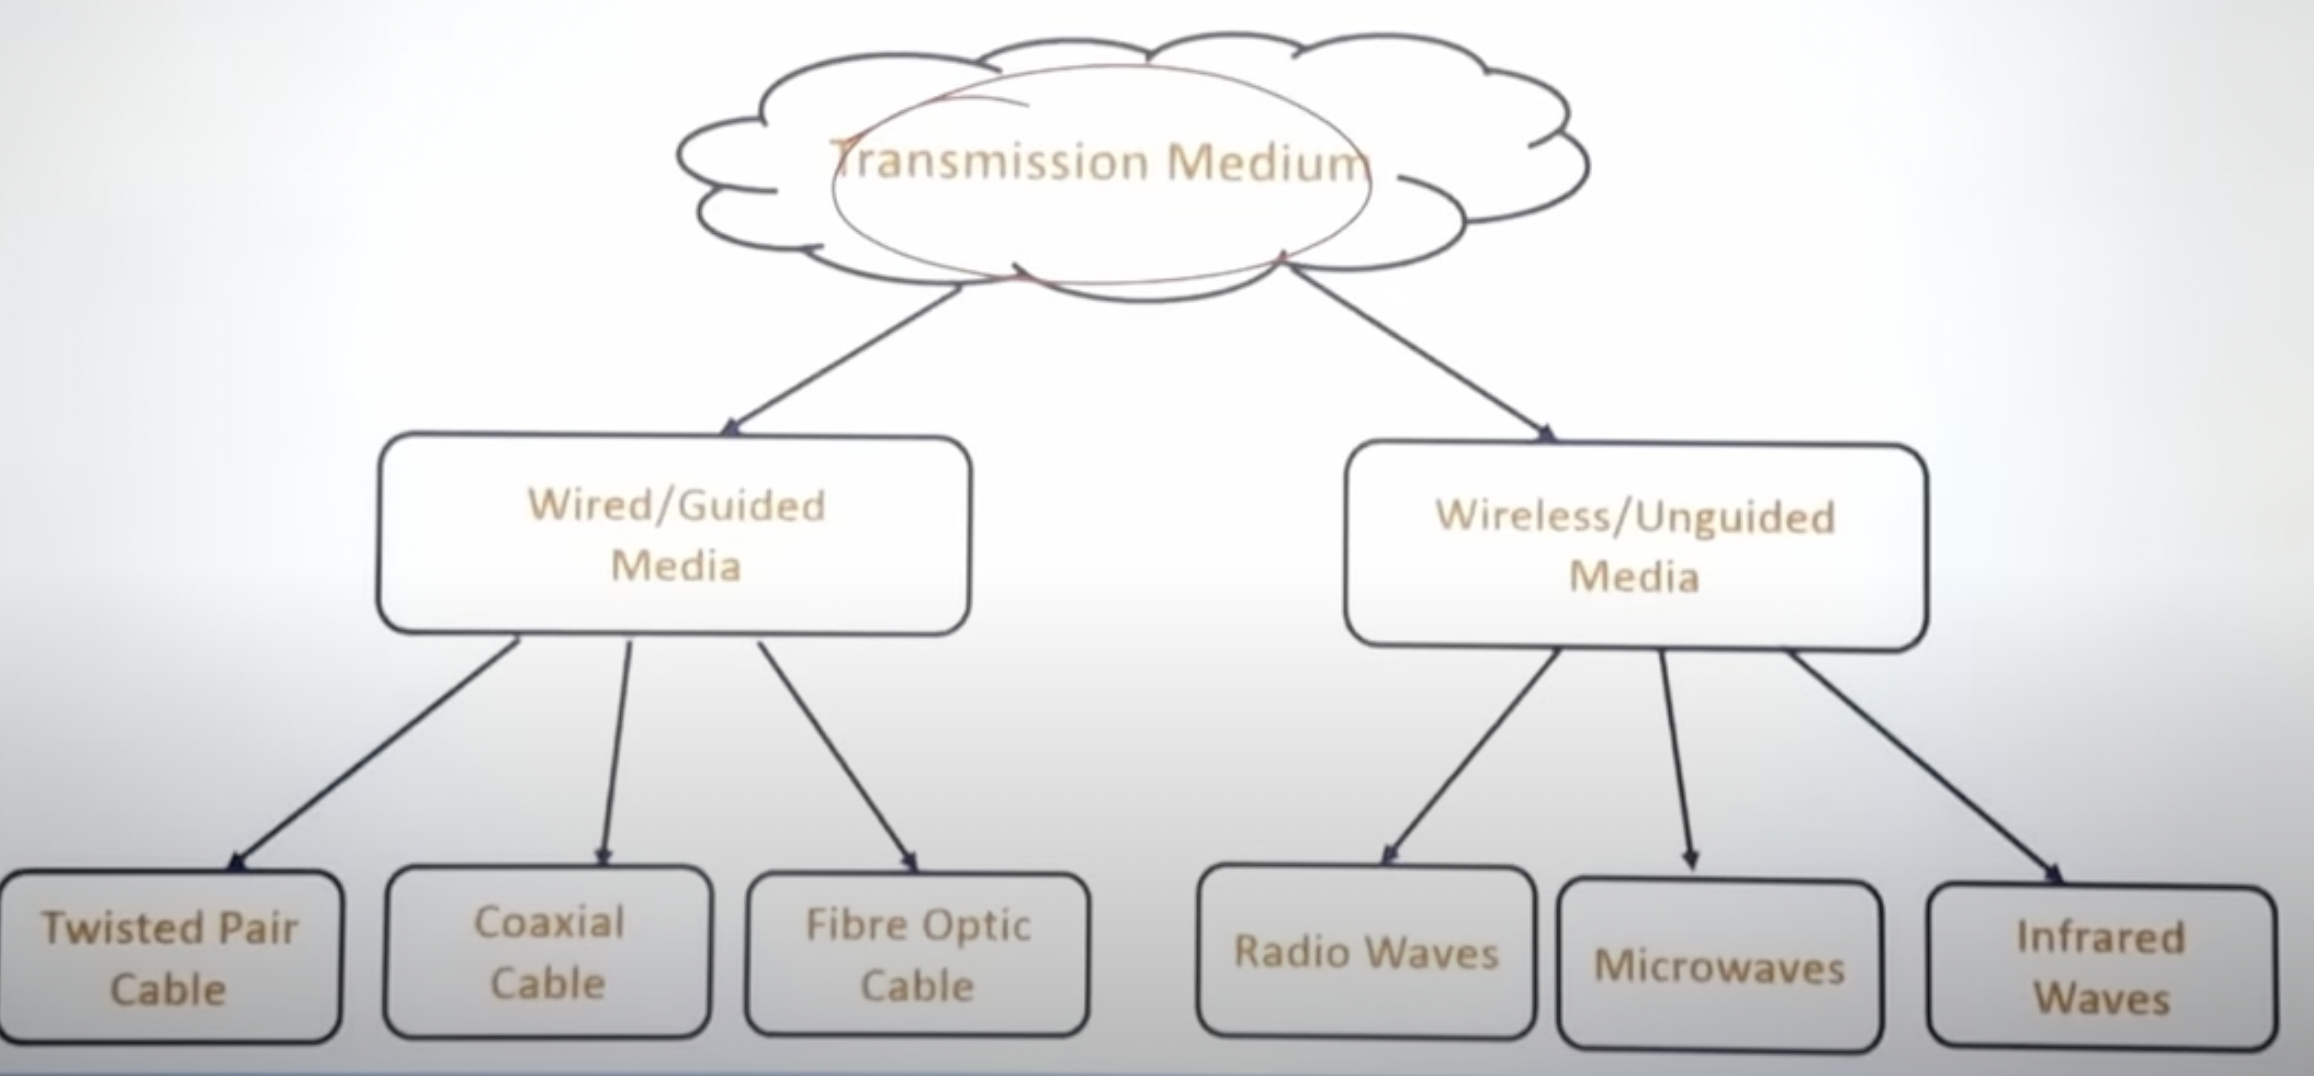 Transmission Medium
Wired/Guided
Media
Wireless/Unguided
Media
Twisted Pair
Cable
Coaxial
Cable
Fibre Optic
Cable
Radio Waves
Microwaves
Infrared
Waves